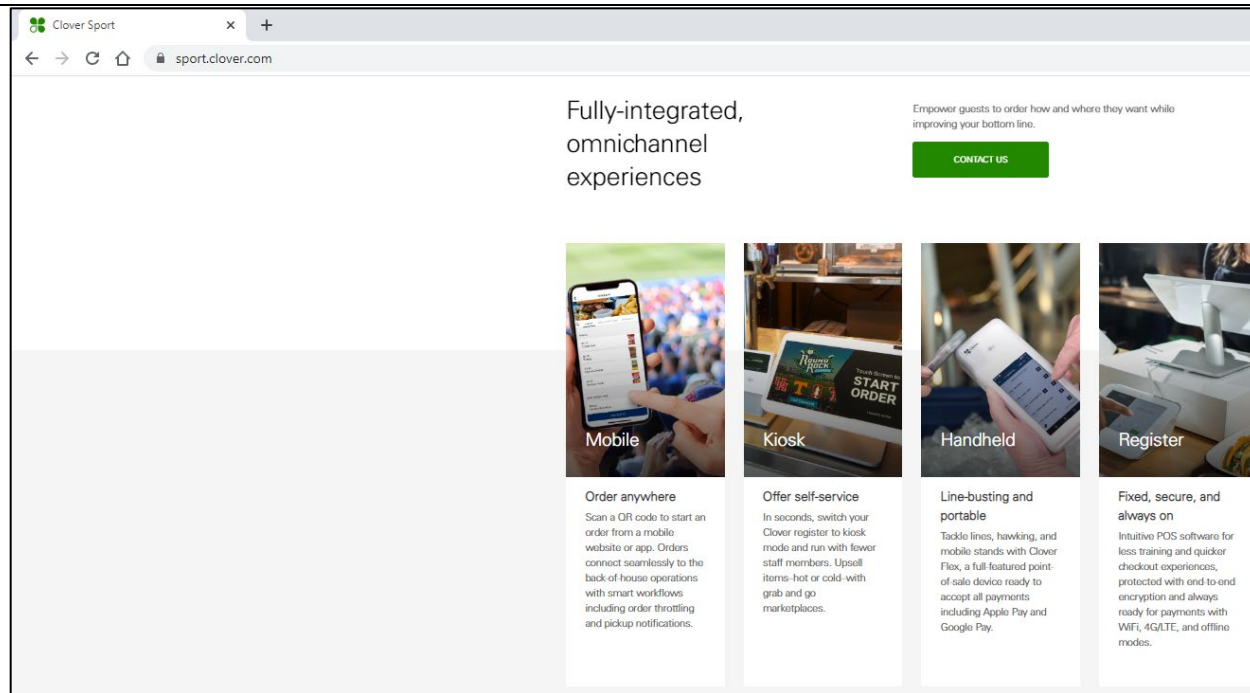 Clover Sport
sport.clover.com
Fully-integrated,
omnichannel
experiences
Empower guests to order how and where they want while
improving your bottom line.
CONTACT US
Mobile
Order anywhere
Scan a QR code to start an
order from a mobile
website or app. Orders
connect seamlessly to the
back-of-house operations
with smart workflows
including order throttling
and pickup notifications.
ROUND
ROCK
Touch Screen to
START
ORDER
Kiosk
Offer self-service
In seconds, switch your
Clover register to kiosk
mode and run with fewer
staff members. Upsell
items-hot or cold-with
grab and go
marketplaces.
Handheld
Line-busting and
portable
Tackle lines, hawking, and
mobile stands with Clover
Flex, a full-featured point-
of-sale device ready to
accept all payments
including Apple Pay and
Google Pay.
Register
Fixed, secure, and
always on
Intuitive POS software for
less training and quicker
checkout experiences,
protected with end-to-end
encryption and always
ready for payments with
WiFi, 4G/LTE, and offline
modes.